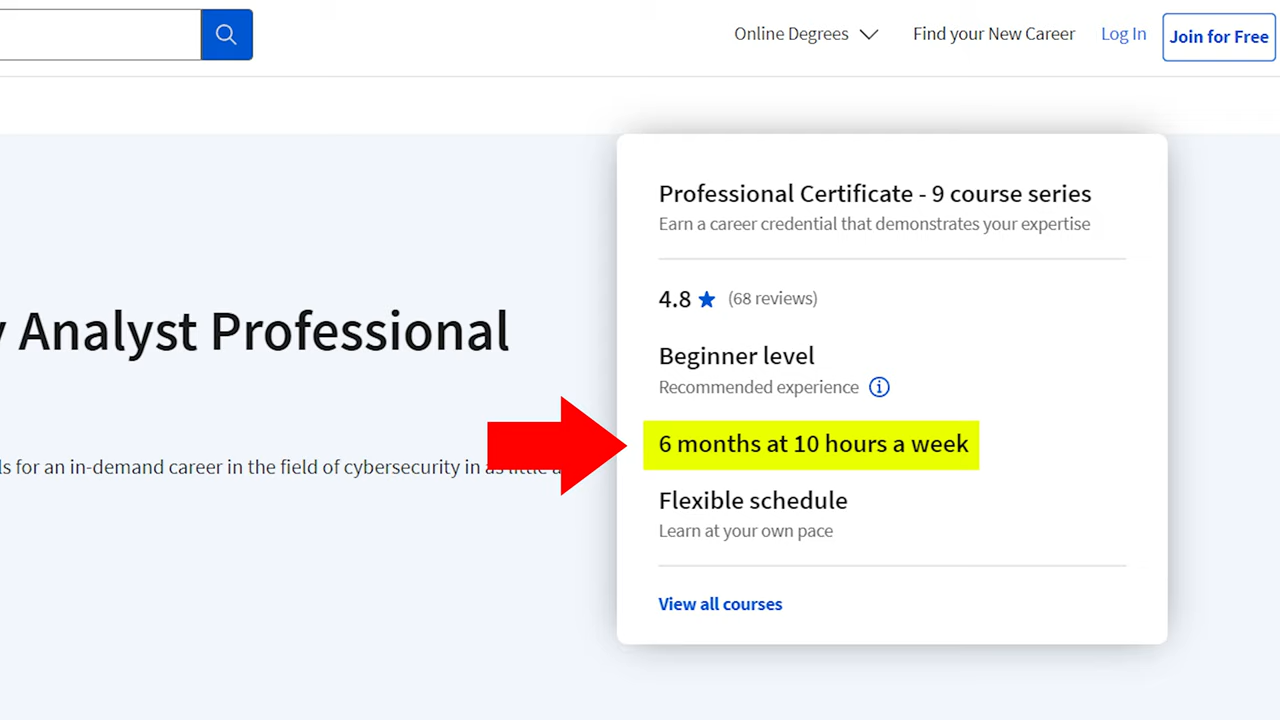 Online Degrees
Find your New Career
Log In
Join for Free
Professional Certificate - 9 course series
Earn a career credential that demonstrates your expertise
4.8 ★ (68 reviews)
Analyst Professional
Beginner level
Recommended experience
6 months at 10 hours a week
for an in-demand career in the field of cybersecurity in as little
Flexible schedule
Learn at your own pace
View all courses